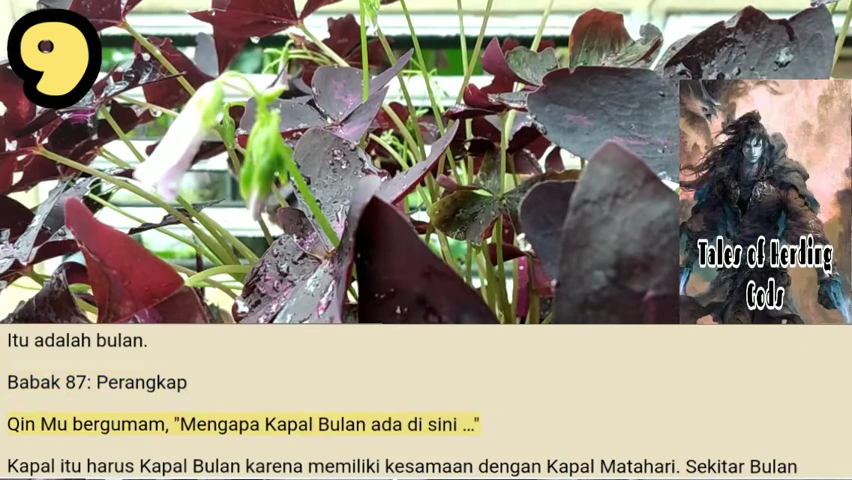 9
Tales of Herding
Gods
Itu adalah bulan.
Babak 87: Perangkap
Qin Mu bergumam, "Mengapa Kapal Bulan ada di sini ..."
Kapal itu harus Kapal Bulan karena memiliki kesamaan dengan Kapal Matahari. Sekitar Bulan